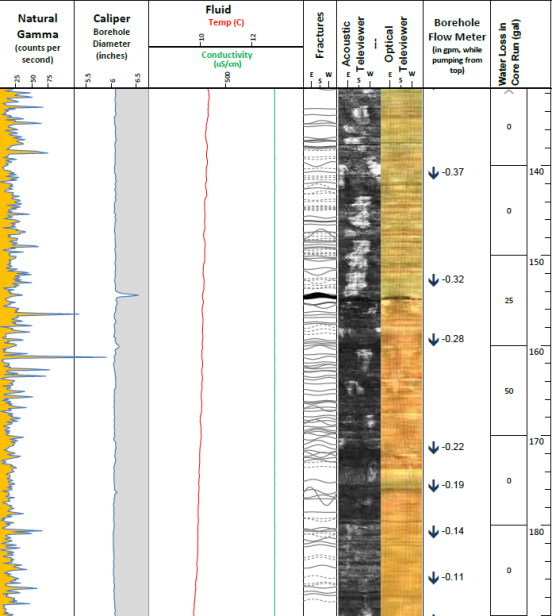 Natural
Gamma
(counts per
second)
25 50 75
Caliper
Borehole
Diameter
(inches)
5.5 6 6.5
Fluid
Temp (C)
10 12
Conductivity
(uS/cm)
500
Fractures
E S W
Acoustic
Televiewer
---
Optical
Televiewer
E S W E S W
Borehole
Flow Meter
(in gpm, while
pumping from
top)
Water Loss in
Core Run (gal)
0
140
-0.37
0
150
-0.32
25
-0.28
160
50
170
-0.22
0
-0.19
180
-0.14
0
-0.11